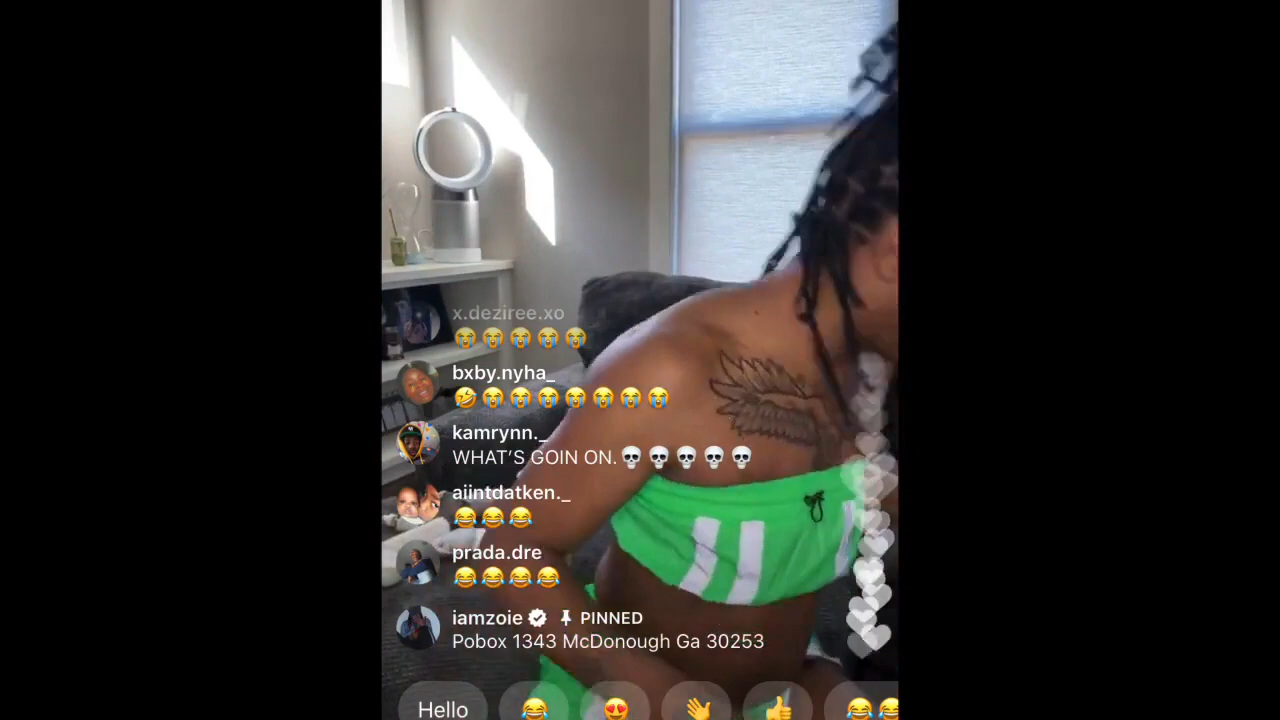 x.deziree.xo
😭😭😭😭😭
bxby.nyha_
🤣😭😭😭😭😭😭😭
kamrynn._
WHAT'S GOIN ON.💀💀💀💀💀
aiintdatken._
😂😂😂
prada.dre
😂😂😂😂
iamzoie PINNED
Pobox 1343 McDonough Ga 30253
Hello 😂 😍 👋 👍 😂😂